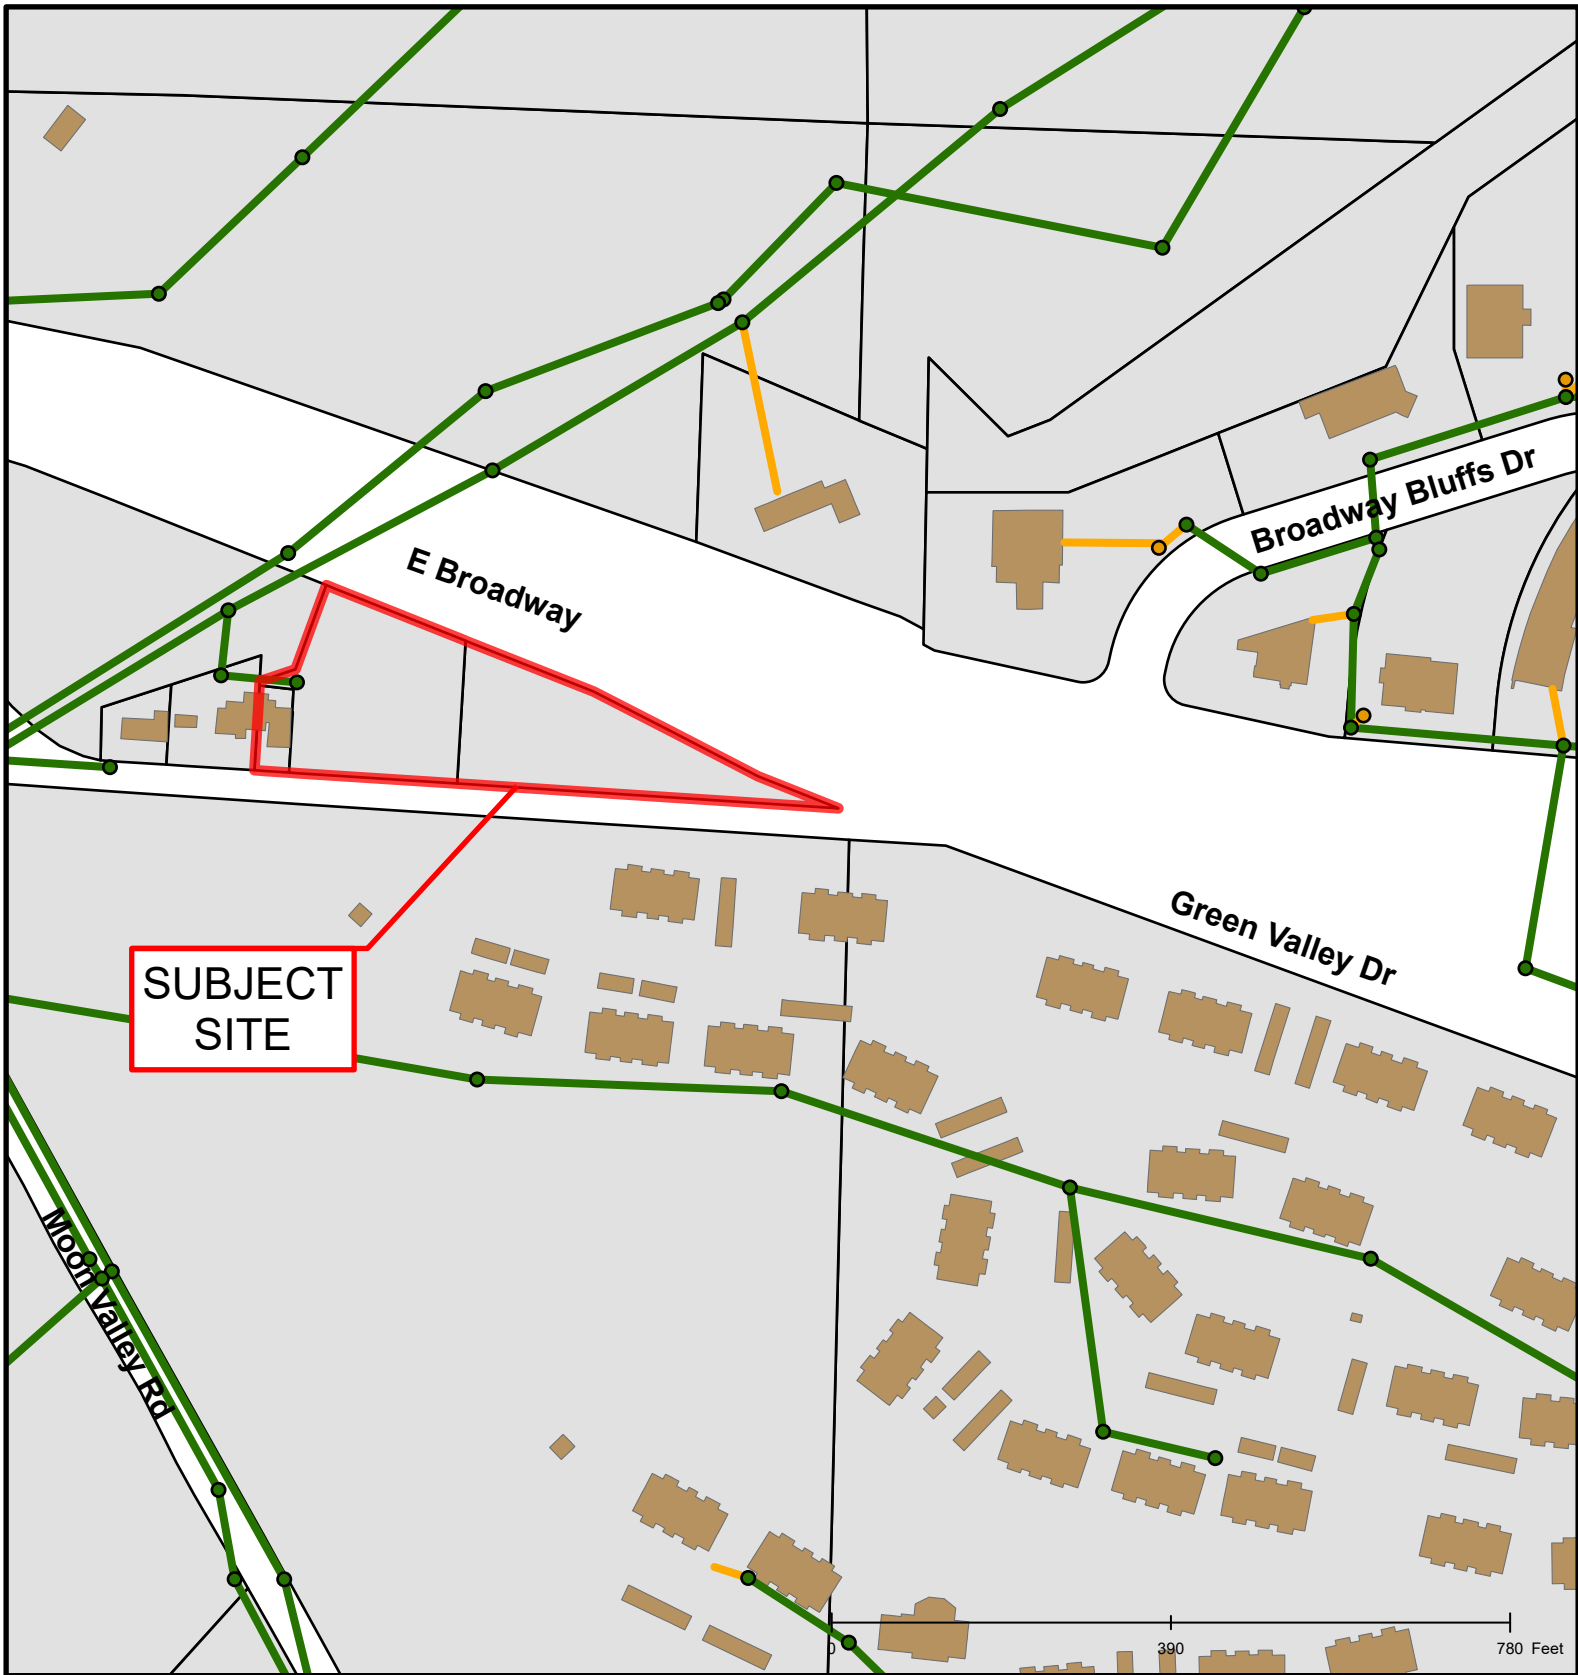 E Broadway
Broadway Bluffs Dr
Green Valley Dr
SUBJECT
SITE
Moon Valley Rd
0 390 780 Feet